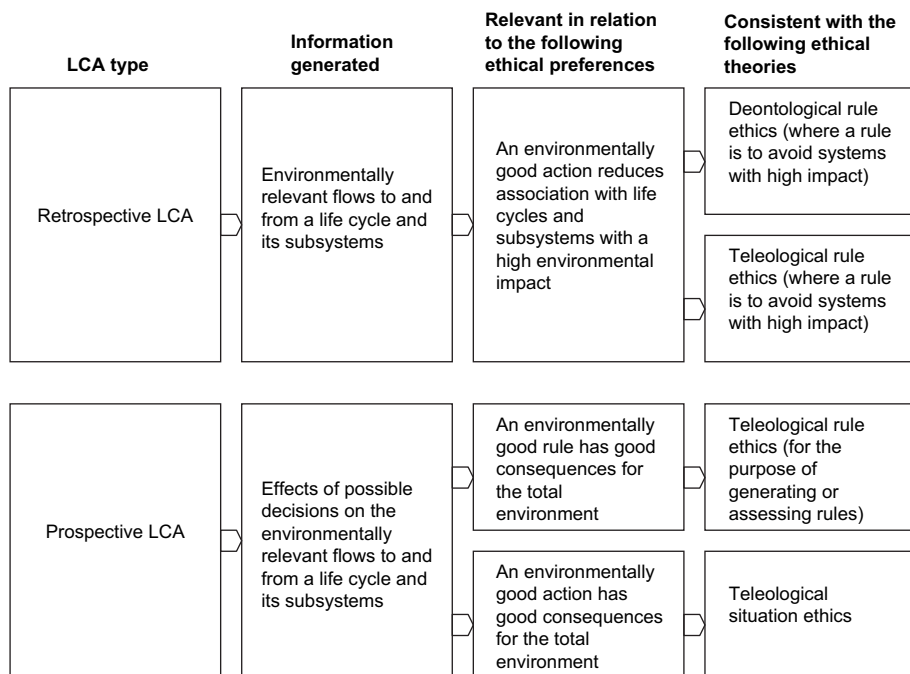 LCA type
Information
generated
Relevant in relation
to the following
ethical preferences
Consistent with the
following ethical
theories
Retrospective LCA
Environmentally
relevant flows to and
from a life cycle and
its subsystems
An environmentally
good action reduces
association with life
cycles and
subsystems with a
high environmental
impact
Deontological rule
ethics (where a rule
is to avoid systems
with high impact)
Teleological rule
ethics (where a rule
is to avoid systems
with high impact)
Prospective LCA
Effects of possible
decisions on the
environmentally
relevant flows to and
from a life cycle and
its subsystems
An environmentally
good rule has good
consequences for
the total
environment
Teleological rule
ethics (for the
purpose of
generating or
assessing rules)
An environmentally
good action has
good consequences
for the total
environment
Teleological
situation ethics